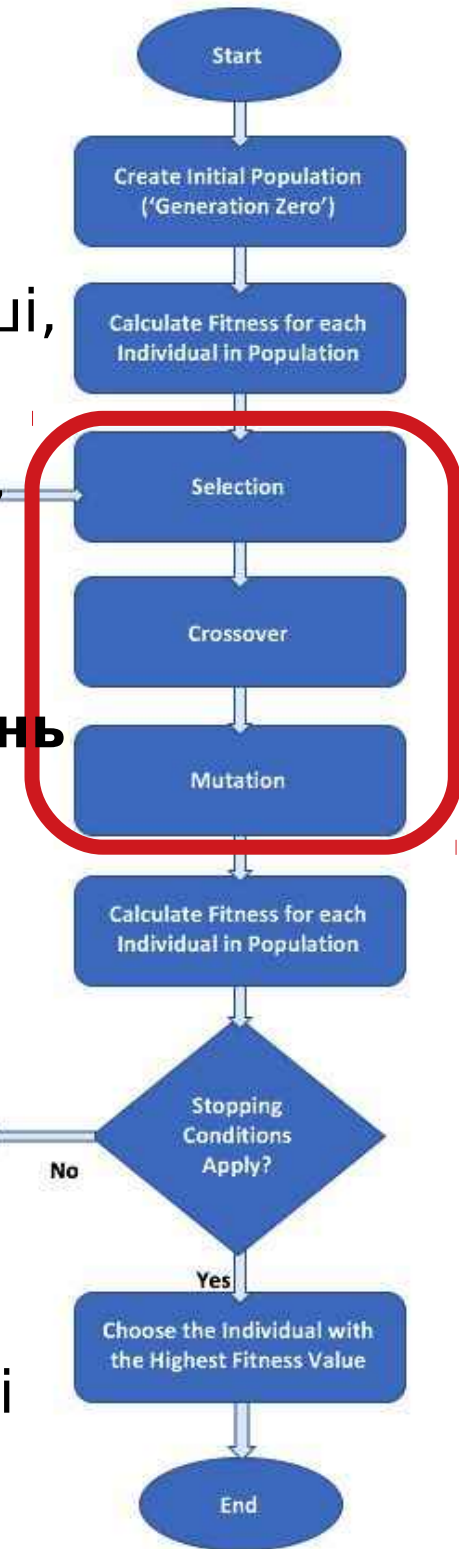 Start
Create Initial Population
('Generation Zero')
і,
Calculate Fitness for each
Individual in Population
Selection
Crossover
нь
Mutation
Calculate Fitness for each
Individual in Population
Stopping
Conditions
Apply?
No
Yes
Choose the Individual with
the Highest Fitness Value
і
End